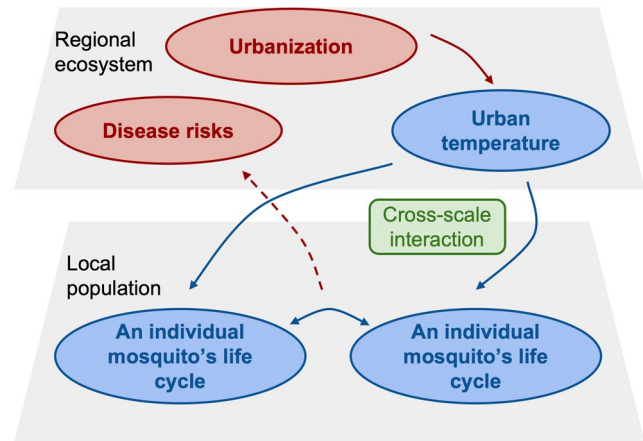 Regional
ecosystem
Urbanization
Disease risks
Urban
temperature
Cross-scale
interaction
Local
population
An individual
mosquito's life
cycle
An individual
mosquito's life
cycle